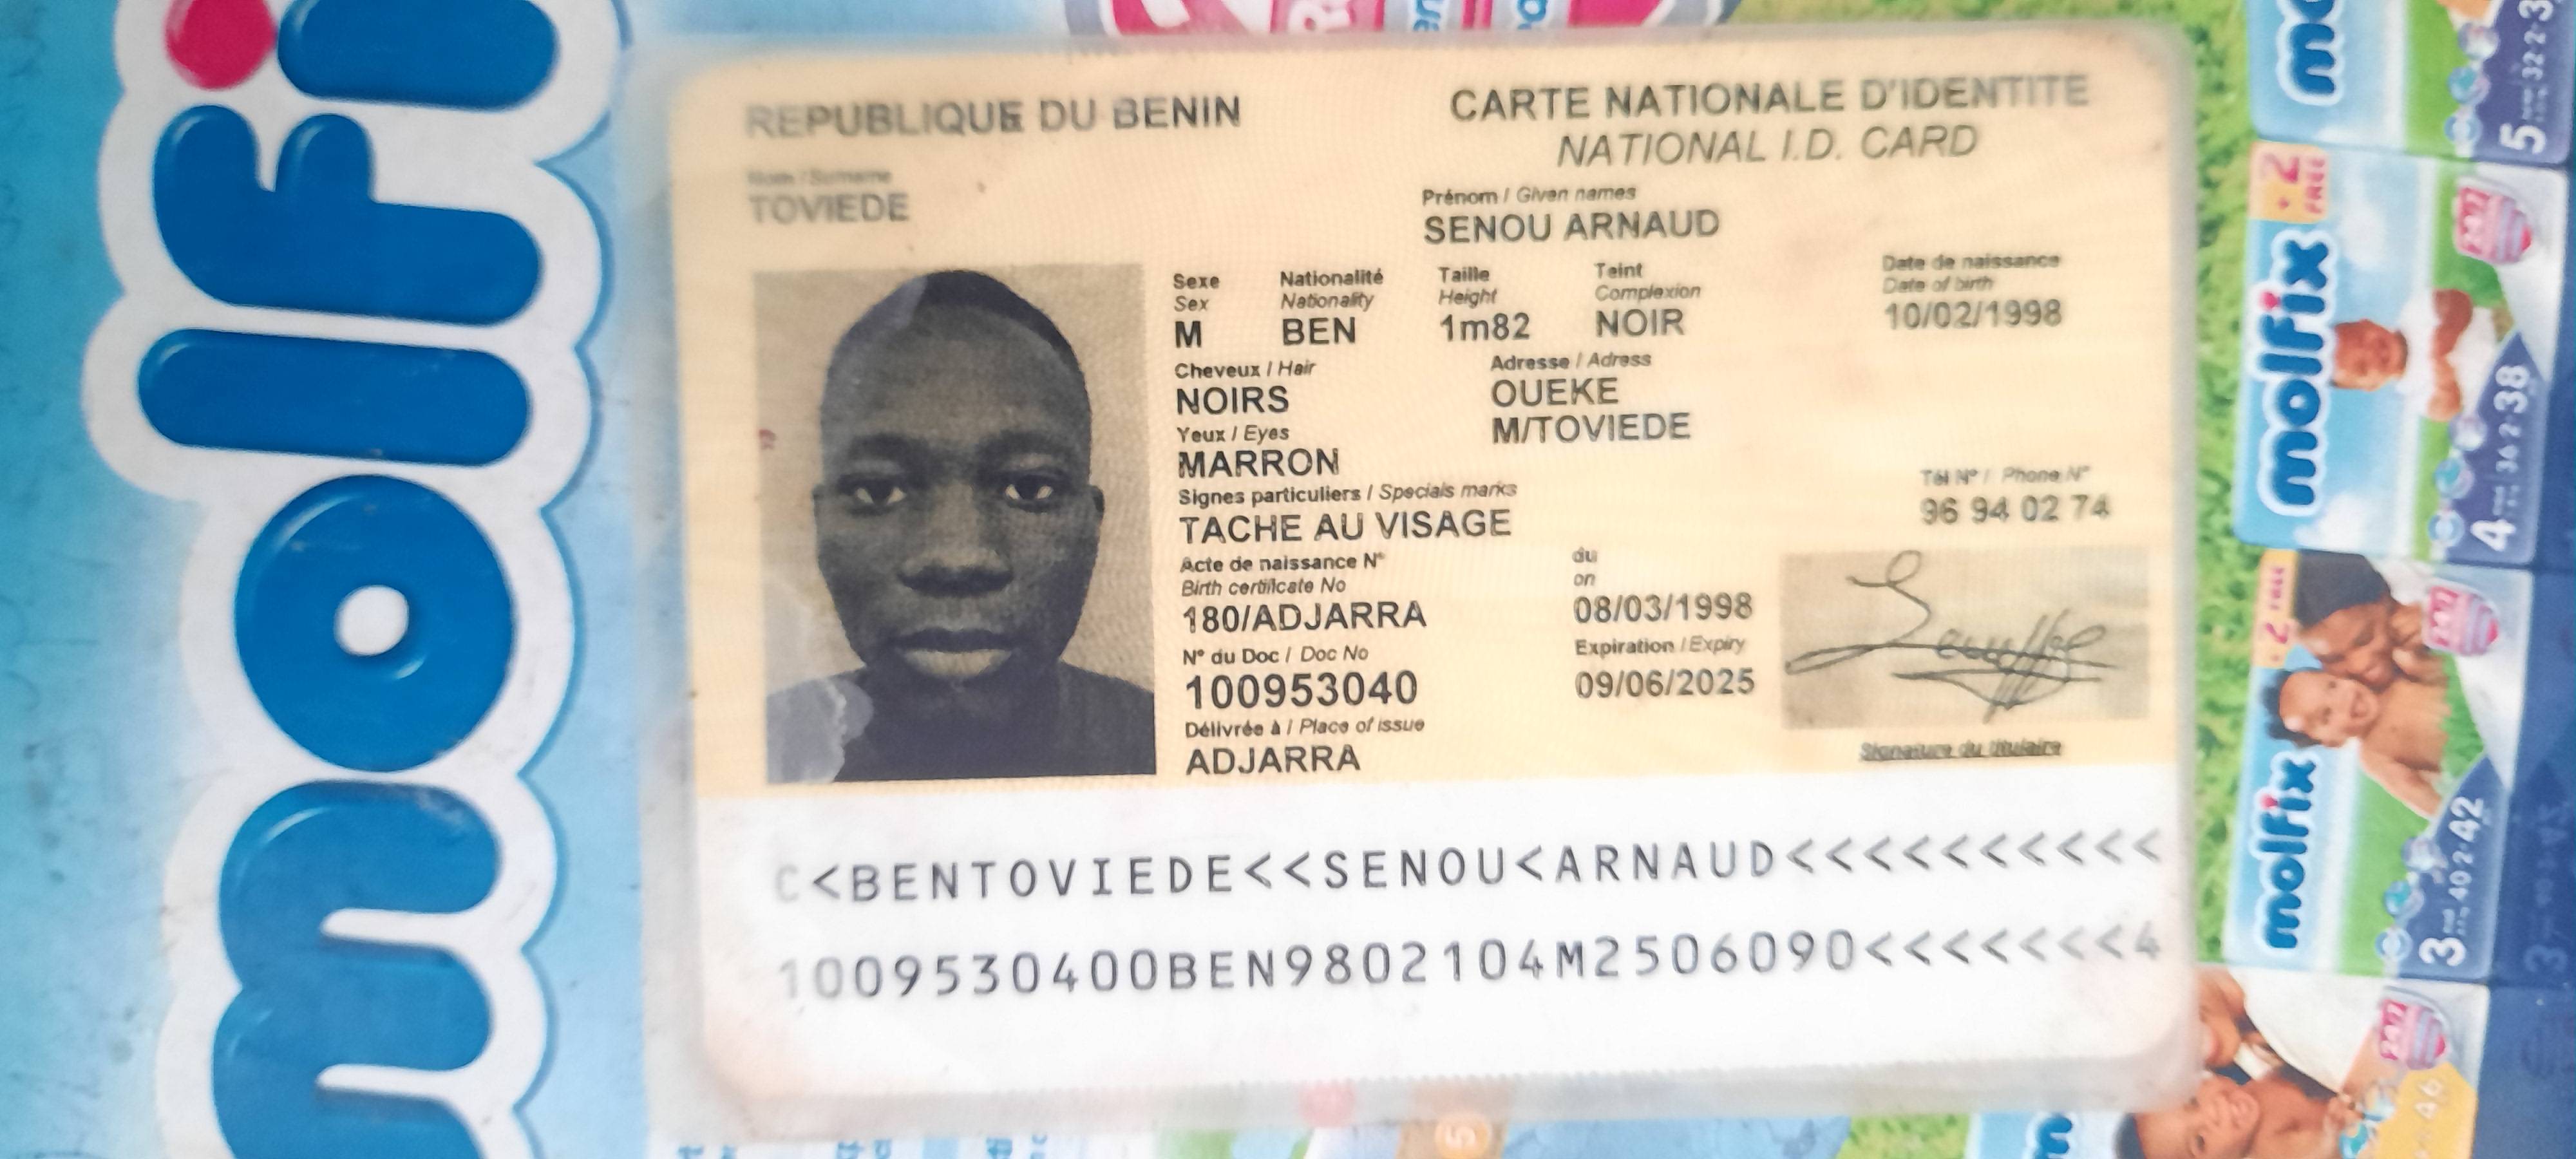 REPUBLIQUE DU BENIN
CARTE NATIONALE D'IDENTITE
NATIONAL I.D. CARD
Nom / Surname
TOVIEDE
Prénom / Given names
SENOU ARNAUD
Sexe Nationalité Taille Teint Date de naissance
Sex Nationality Height Complexion Date of birth
M BEN 1m82 NOIR 10/02/1998
Cheveux / Hair Adresse / Adress
NOIRS OUEKE
Yeux / Eyes M/TOVIEDE
MARRON
Signes particuliers / Specials marks Tél N° / Phone N°
TACHE AU VISAGE 96 94 02 74
Acte de naissance N° du
Birth certificate No on
180/ADJARRA 08/03/1998
N° du Doc / Doc No Expiration / Expiry
100953040 09/06/2025
Délivrée à / Place of issue
ADJARRA
Signature du titulaire
C<BENTOVIEDE<<SENOU<ARNAUD<<<<<<<<<<
1009530400BEN9802104M2506090<<<<<<<4
molfi
molfix
molfix
molfix
+2 FREE
5
4
3